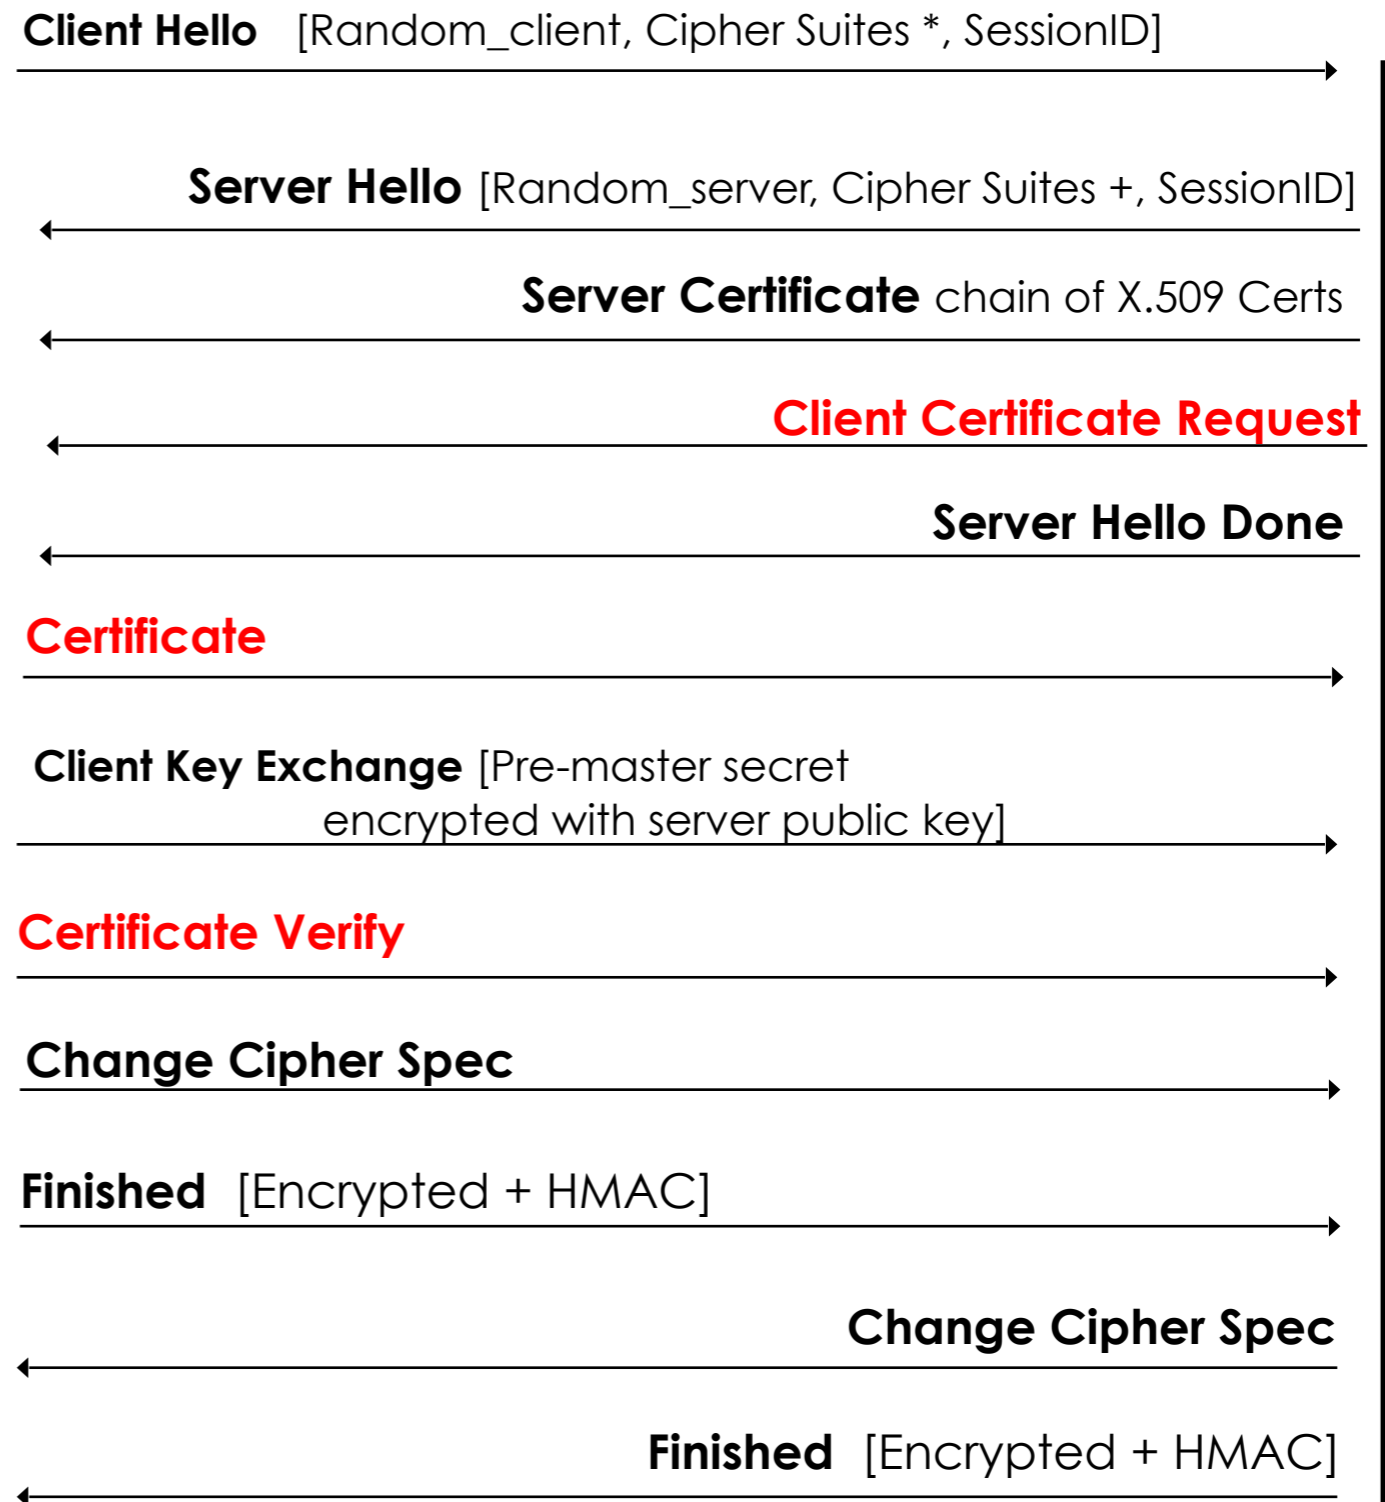 Client Hello [Random_client, Cipher Suites *, SessionID]
Server Hello [Random_server, Cipher Suites +, SessionID]
Server Certificate chain of X.509 Certs
Client Certificate Request
Server Hello Done
Certificate
Client Key Exchange [Pre-master secret
encrypted with server public key]
Certificate Verify
Change Cipher Spec
Finished [Encrypted + HMAC]
Change Cipher Spec
Finished [Encrypted + HMAC]